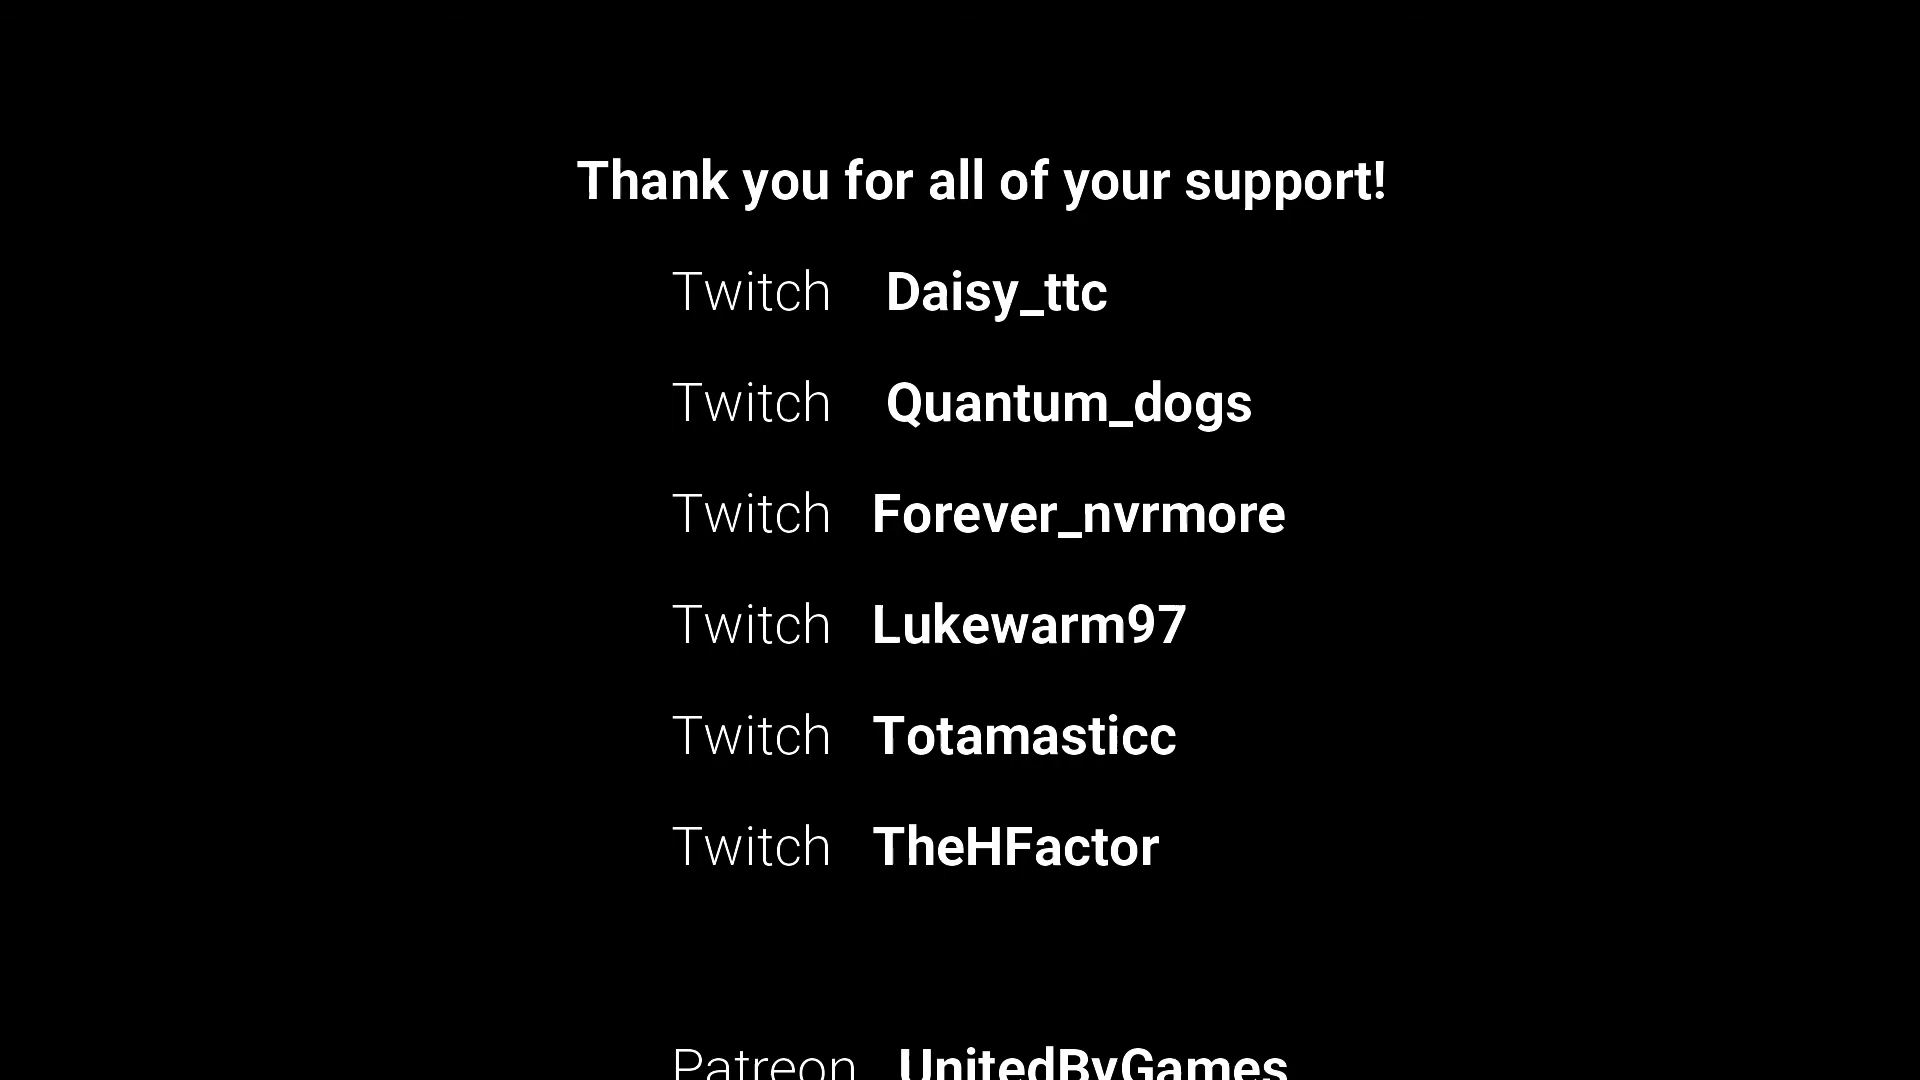 Thank you for all of your support!
Twitch Daisy_ttc
Twitch Quantum_dogs
Twitch Forever_nvrmore
Twitch Lukewarm97
Twitch Totamasticc
Twitch TheHFactor
Patreon UnitedByGames